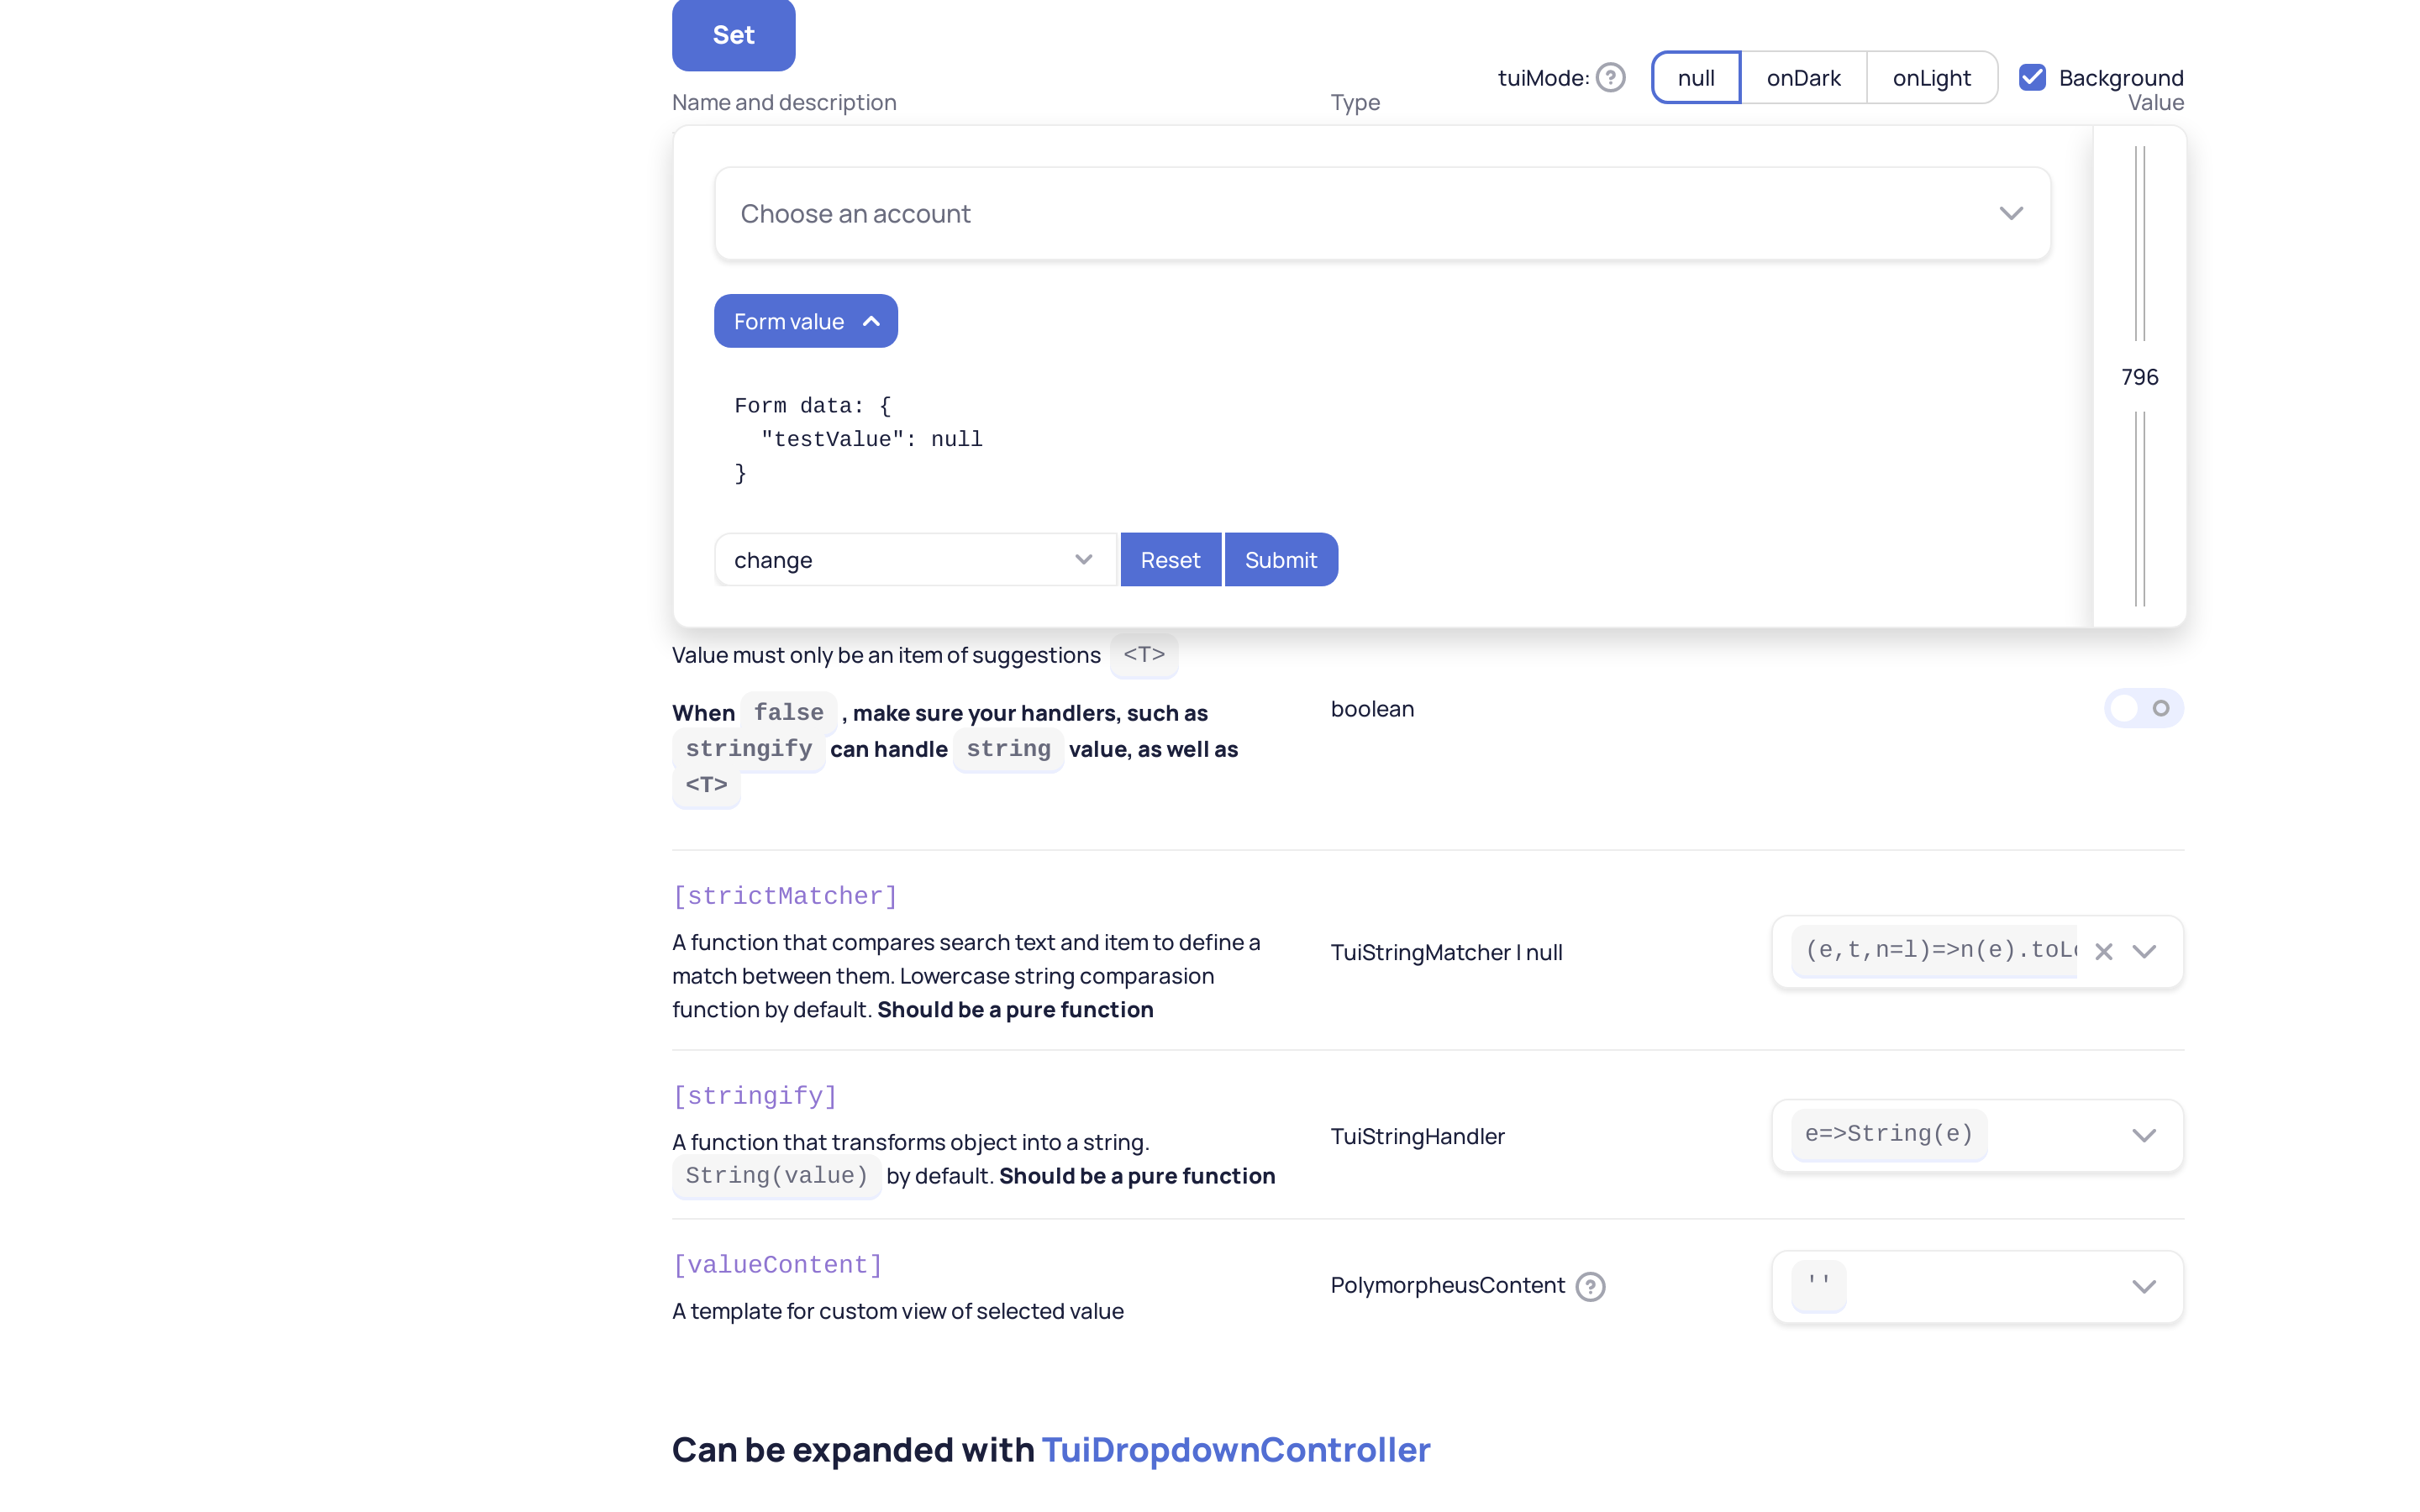 Set
tuiMode: null onDark onLight Background
Name and description Type Value
Choose an account
Form value
796
Form data: {
"testValue": null
}
change Reset Submit
Value must only be an item of suggestions <T>
When false , make sure your handlers, such as
boolean
stringify can handle string value, as well as
<T>
[strictMatcher]
A function that compares search text and item to define a
match between them. Lowercase string comparasion
function by default. Should be a pure function
TuiStringMatcher | null
(e,t,n=l)=>n(e).toLo
[stringify]
A function that transforms object into a string.
String(value) by default. Should be a pure function
TuiStringHandler
e=>String(e)
[valueContent]
A template for custom view of selected value
PolymorpheusContent
''
Can be expanded with TuiDropdownController